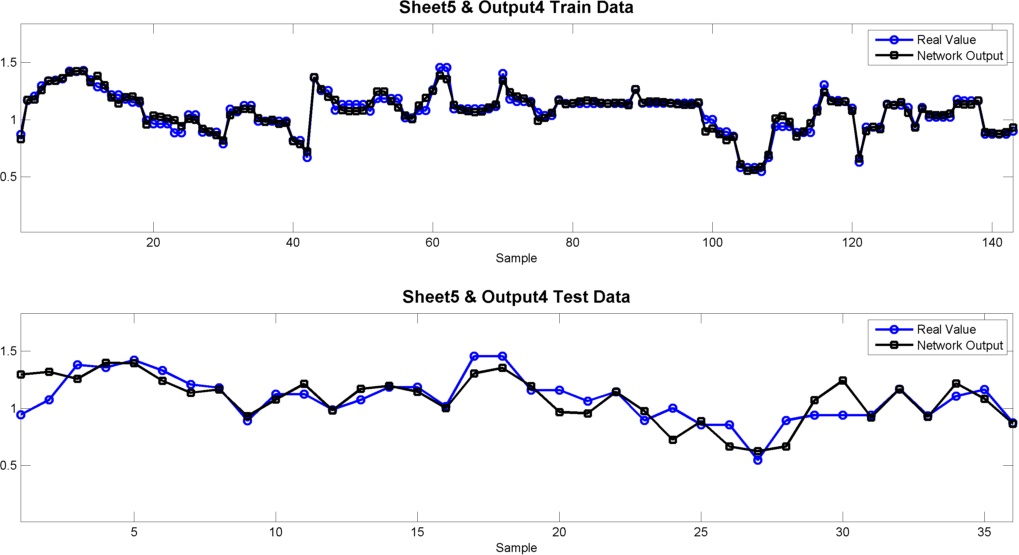 Sheet5 & Output4 Train Data
Real Value
Network Output
1.5
1
0.5
20 40 60 80 100 120 140
Sample
Sheet5 & Output4 Test Data
Real Value
Network Output
1.5
1
0.5
5 10 15 20 25 30 35
Sample